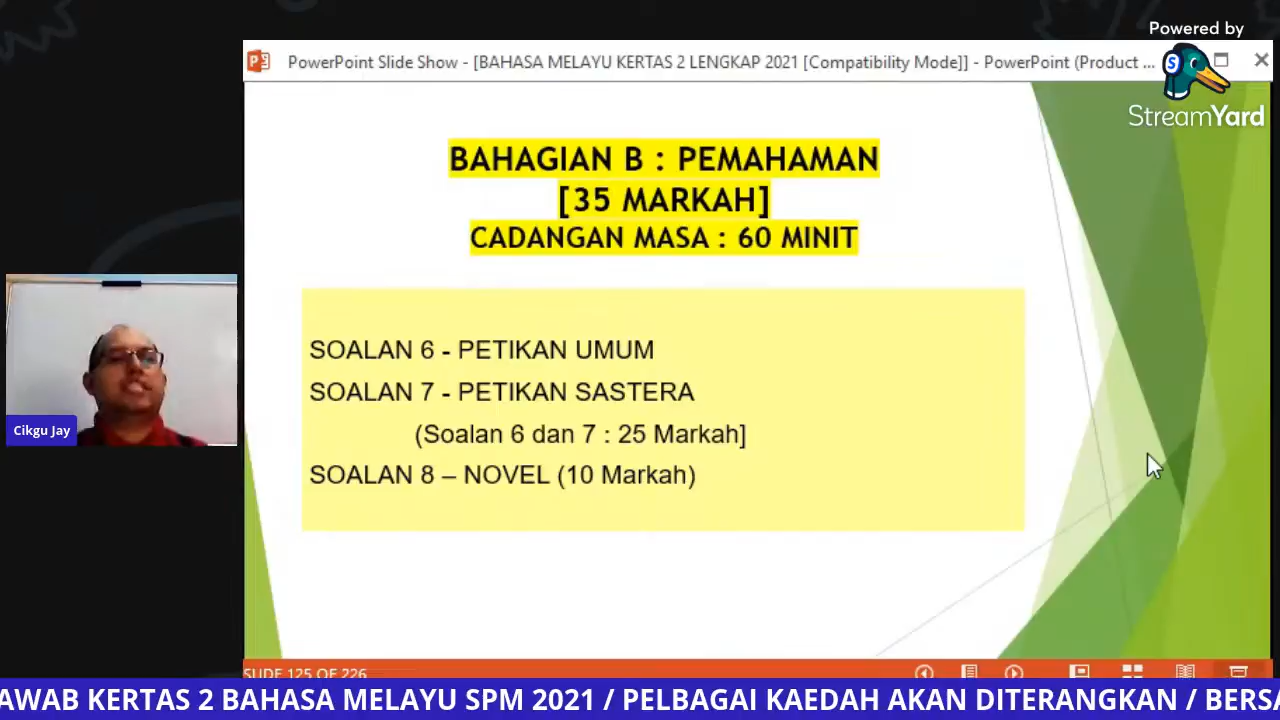 Powered by
PowerPoint Slide Show - [BAHASA MELAYU KERTAS 2 LENGKAP 2021 [Compatibility Mode]] - PowerPoint (Product ...
StreamYard
BAHAGIAN B : PEMAHAMAN
[35 MARKAH]
CADANGAN MASA : 60 MINIT
SOALAN 6 - PETIKAN UMUM
SOALAN 7 - PETIKAN SASTERA
(Soalan 6 dan 7 : 25 Markah]
SOALAN 8 – NOVEL (10 Markah)
Cikgu Jay
SLIDE 125 OF 226
AWAB KERTAS 2 BAHASA MELAYU SPM 2021 / PELBAGAI KAEDAH AKAN DITERANGKAN / BERSA